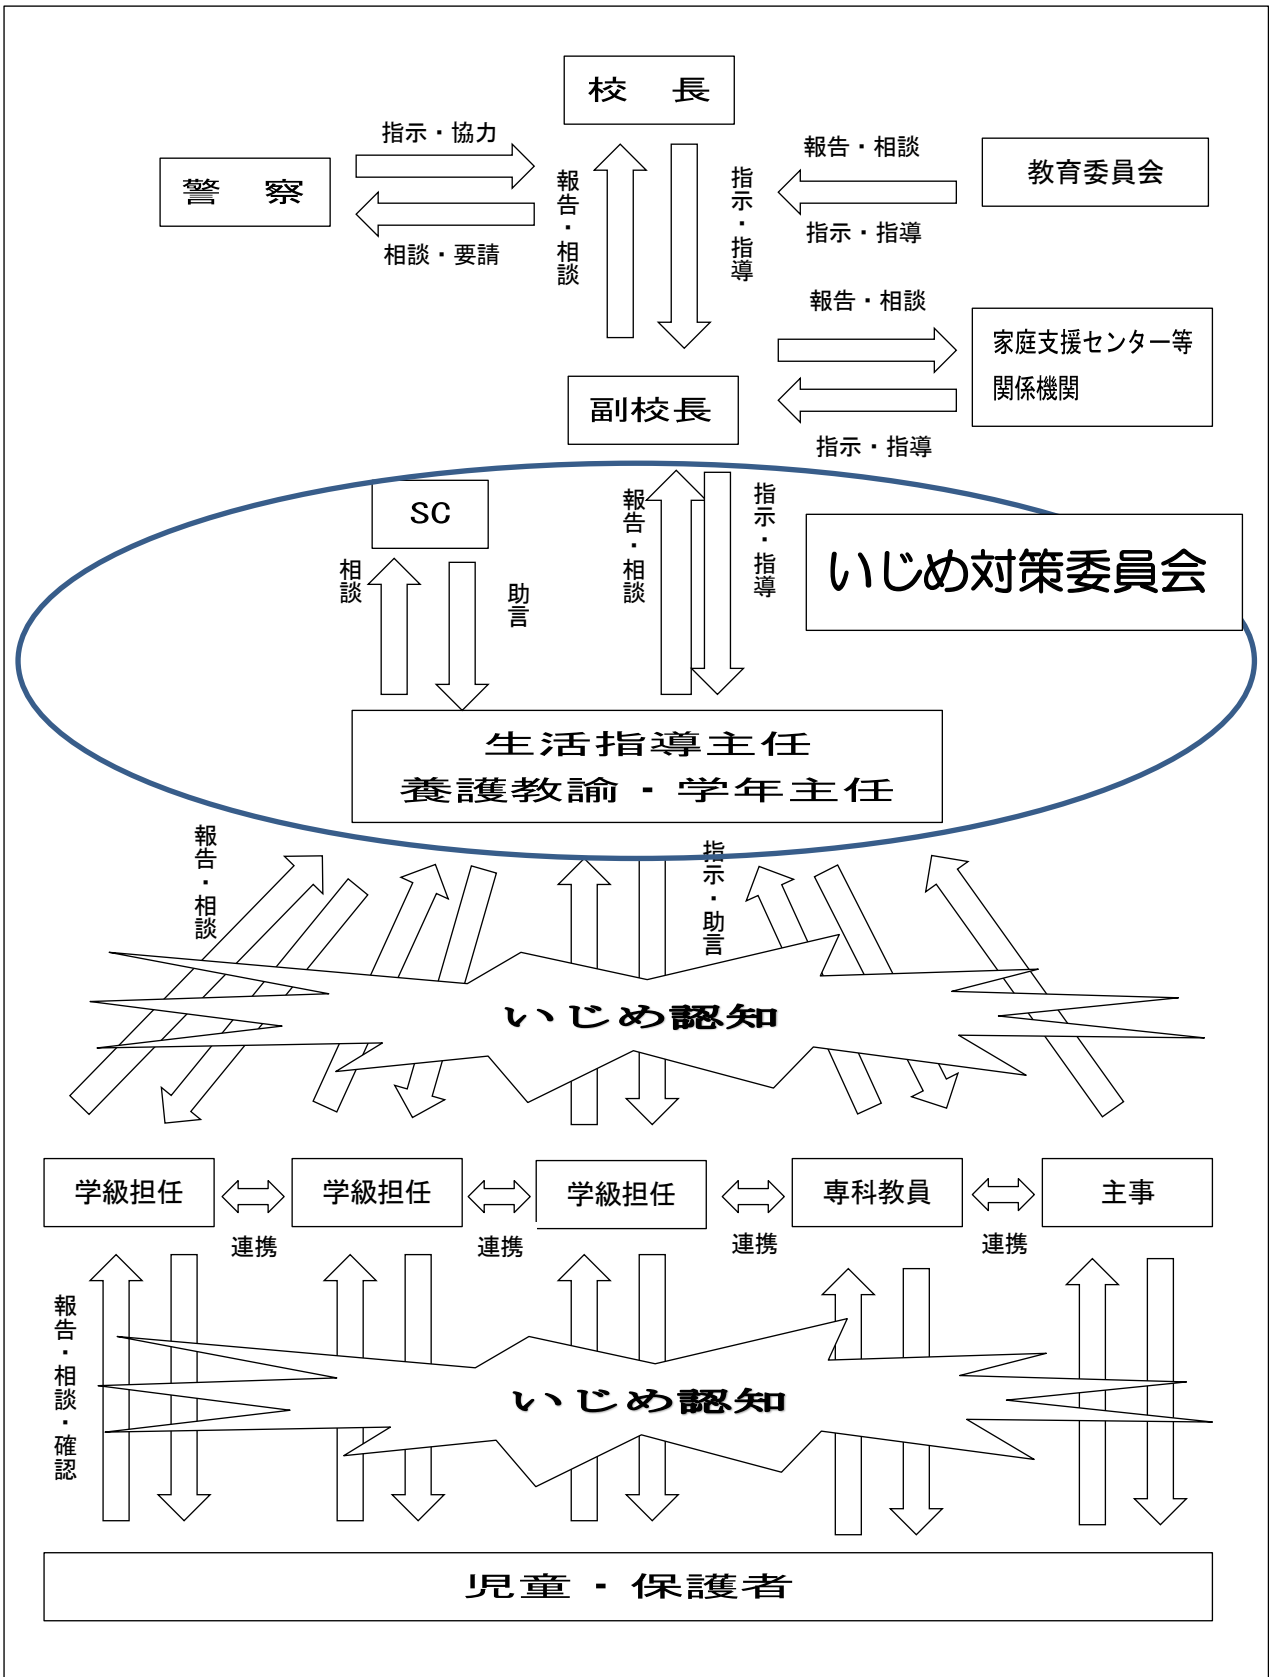 校　長
指示・協力
警　察
相談・要請
報告・相談
指示・指導
報告・相談
教育委員会
指示・指導
報告・相談
家庭支援センター等
関係機関
指示・指導
副校長
SC
相談
助言
報告・相談
指示・指導
いじめ対策委員会
生活指導主任
養護教諭・学年主任
報告・相談
指示・助言
いじめ認知
学級担任
学級担任
学級担任
専科教員
主事
連携
連携
連携
連携
報告・相談・確認
いじめ認知
児童・保護者